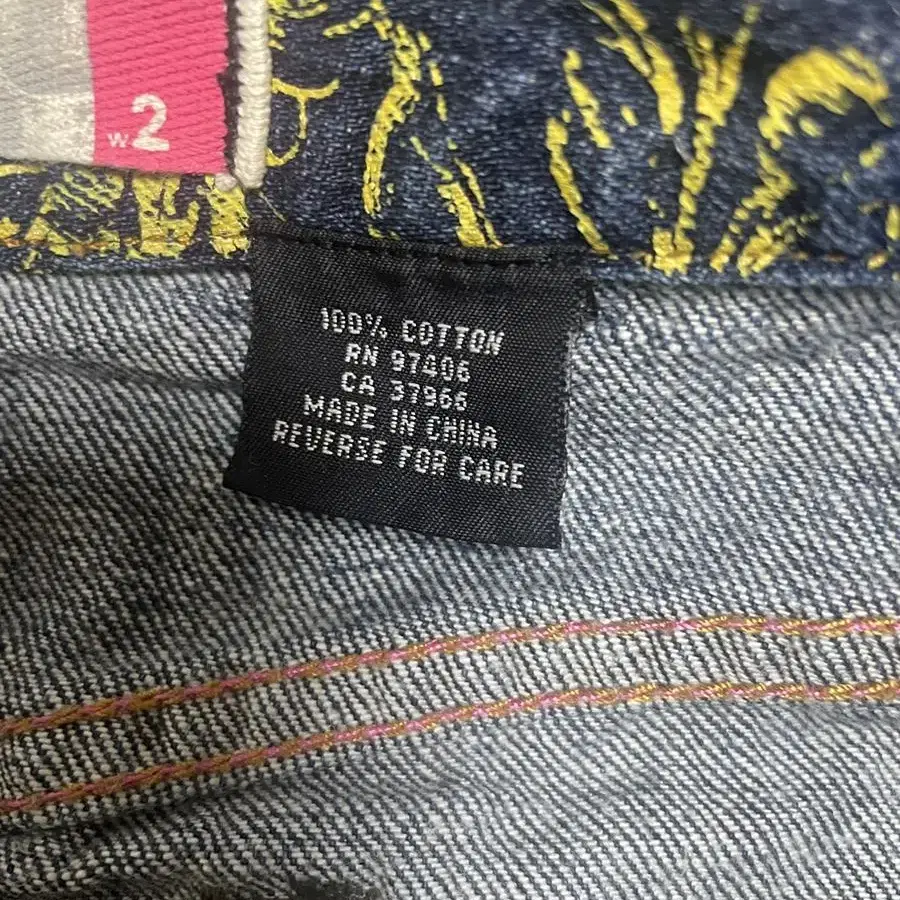 W2
100% COTTON
RN 97406
CA 37966
MADE IN CHINA
REVERSE FOR CARE